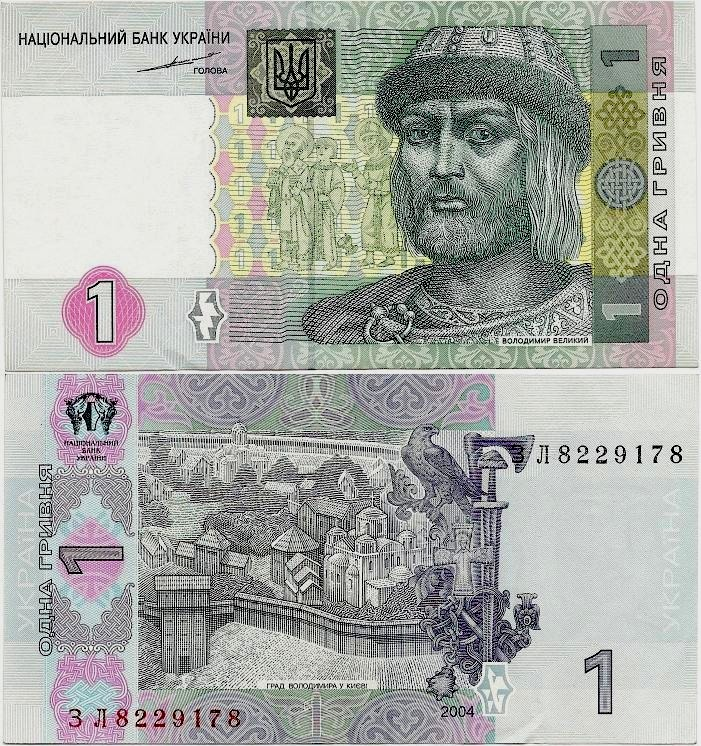 НАЦІОНАЛЬНИЙ БАНК УКРАЇНИ
ГОЛОВА
1
ОДНА ГРИВНЯ
1
1
ВОЛОДИМИР ВЕЛИКИЙ
НАЦІОНАЛЬНИЙ
БАНК
УКРАЇНИ
ЗЛ8229178
ОДНА ГРИВНЯ
1
УКРАЇНА
УКРАЇНА
ГРАД ВОЛОДИМИРА У КИЄВІ
1
2004
ЗЛ8229178